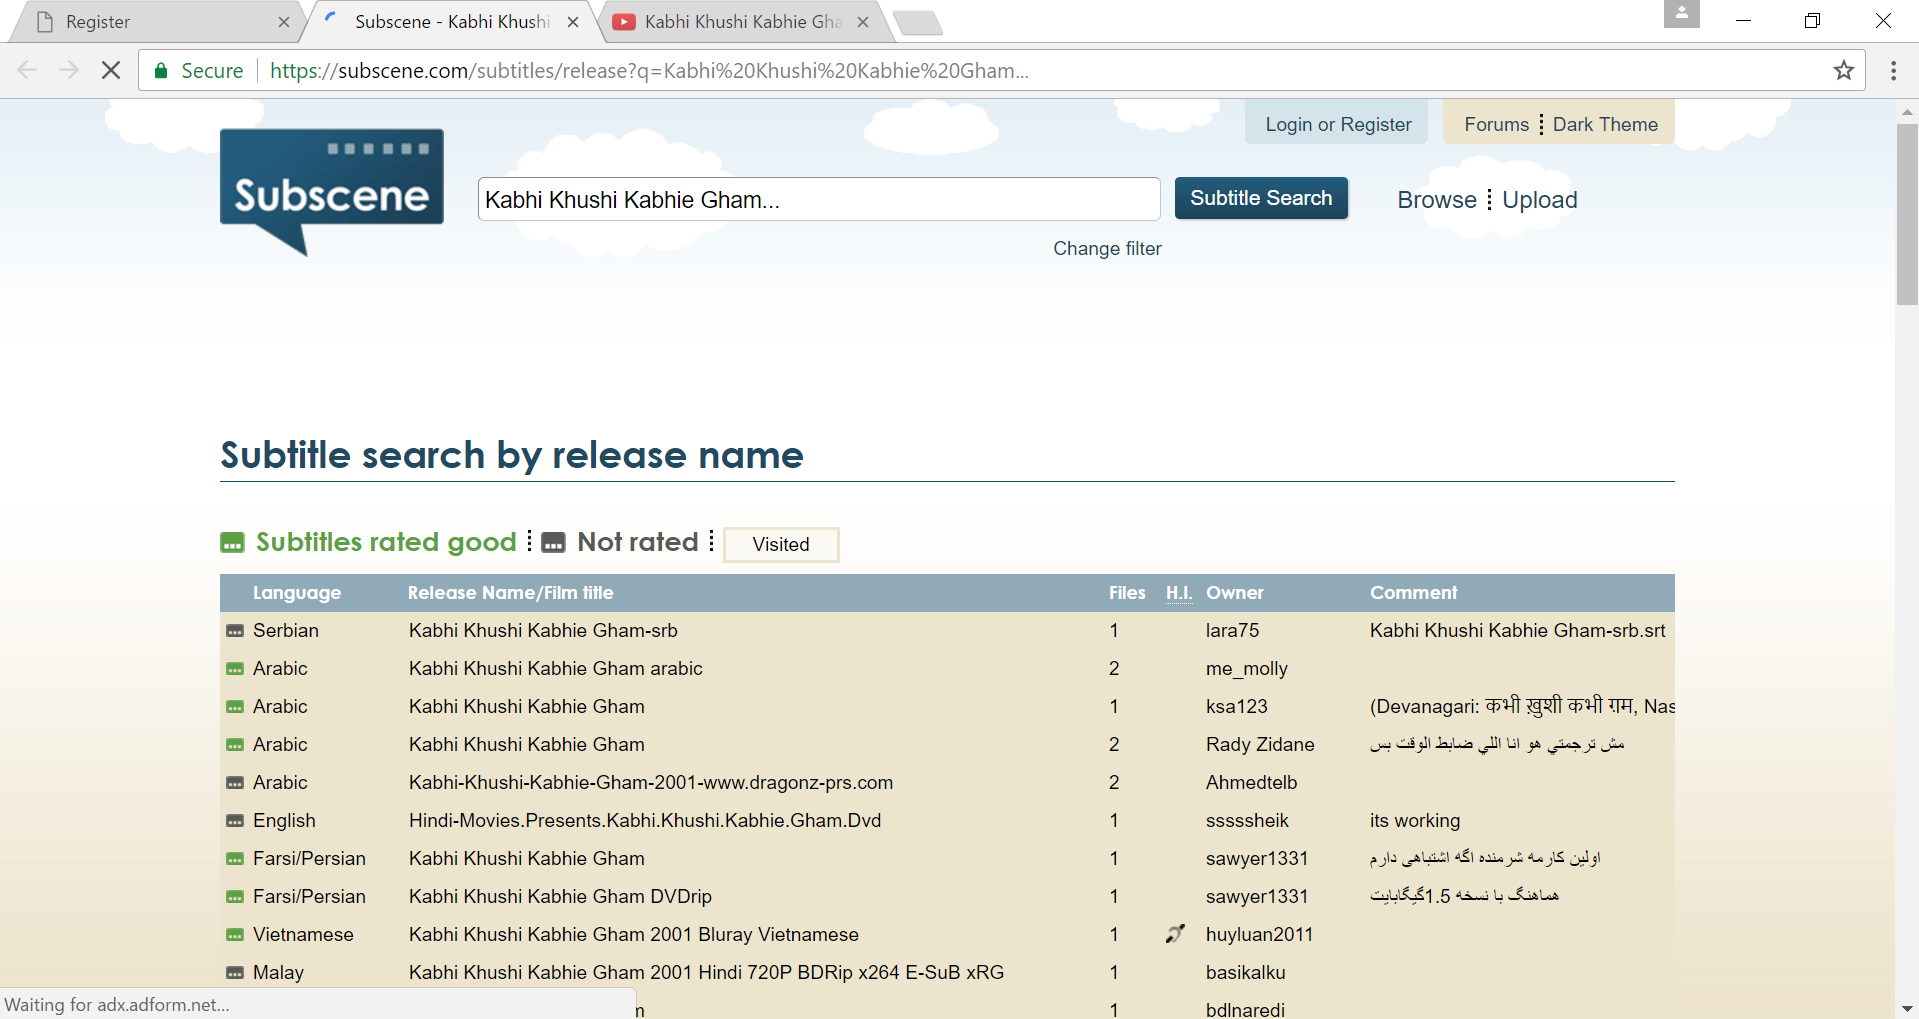 Register
Subscene - Kabhi Khushi
Kabhi Khushi Kabhie Gha
Secure
https://subscene.com/subtitles/release?q=Kabhi%20Khushi%20Kabhie%20Gham...
Login or Register
Forums
Dark Theme
Subscene
Kabhi Khushi Kabhie Gham...
Subtitle Search
Browse
Upload
Change filter
Subtitle search by release name
Subtitles rated good
Not rated
Visited
Language Release Name/Film title Files H.I. Owner Comment
Serbian Kabhi Khushi Kabhie Gham-srb 1 lara75 Kabhi Khushi Kabhie Gham-srb.srt
Arabic Kabhi Khushi Kabhie Gham arabic 2 me_molly
Arabic Kabhi Khushi Kabhie Gham 1 ksa123 (Devanagari: कभी ख़ुशी कभी ग़म, Nas
Arabic Kabhi Khushi Kabhie Gham 2 Rady Zidane مش ترجمتي هو انا اللي ضابط الوقت بس
Arabic Kabhi-Khushi-Kabhie-Gham-2001-www.dragonz-prs.com 2 Ahmedtelb
English Hindi-Movies.Presents.Kabhi.Khushi.Kabhie.Gham.Dvd 1 sssssheik its working
Farsi/Persian Kabhi Khushi Kabhie Gham 1 sawyer1331 اولین کارمه شرمنده اگه اشتباهی دارم
Farsi/Persian Kabhi Khushi Kabhie Gham DVDrip 1 sawyer1331 هماهنگ با نسخه 1.5گیگابایت
Vietnamese Kabhi Khushi Kabhie Gham 2001 Bluray Vietnamese 1 huyluan2011
Malay Kabhi Khushi Kabhie Gham 2001 Hindi 720P BDRip x264 E-SuB xRG 1 basikalku
1 bdlnaredi
Waiting for adx.adform.net...